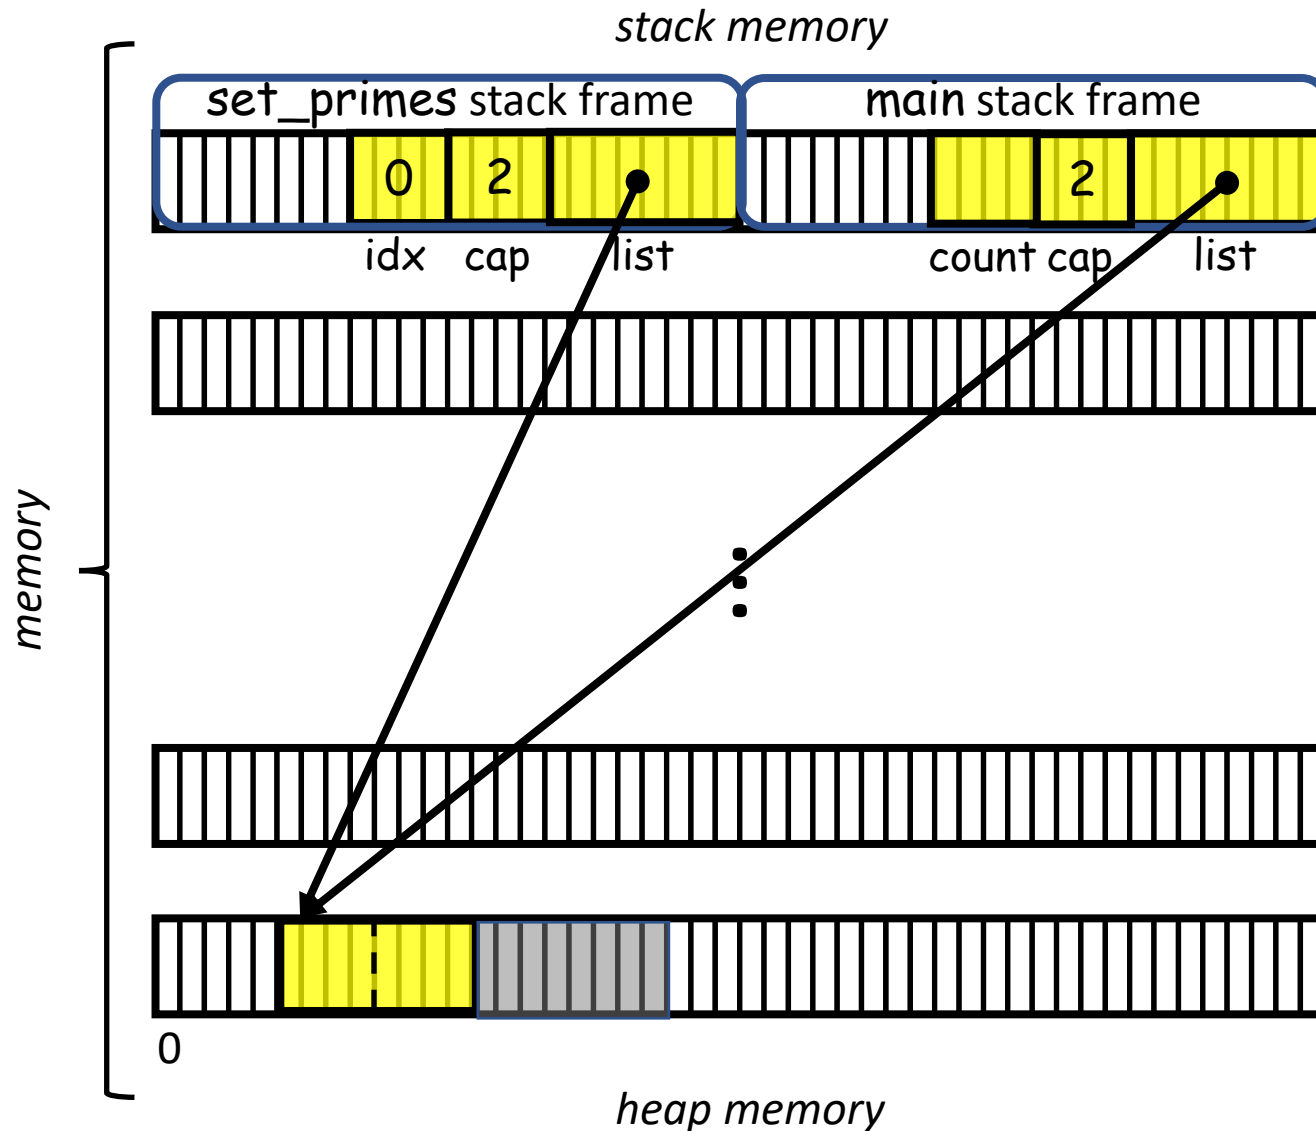 stack memory
set_primes stack frame main stack frame
0 2 2
idx cap list count cap list
memory
0
heap memory